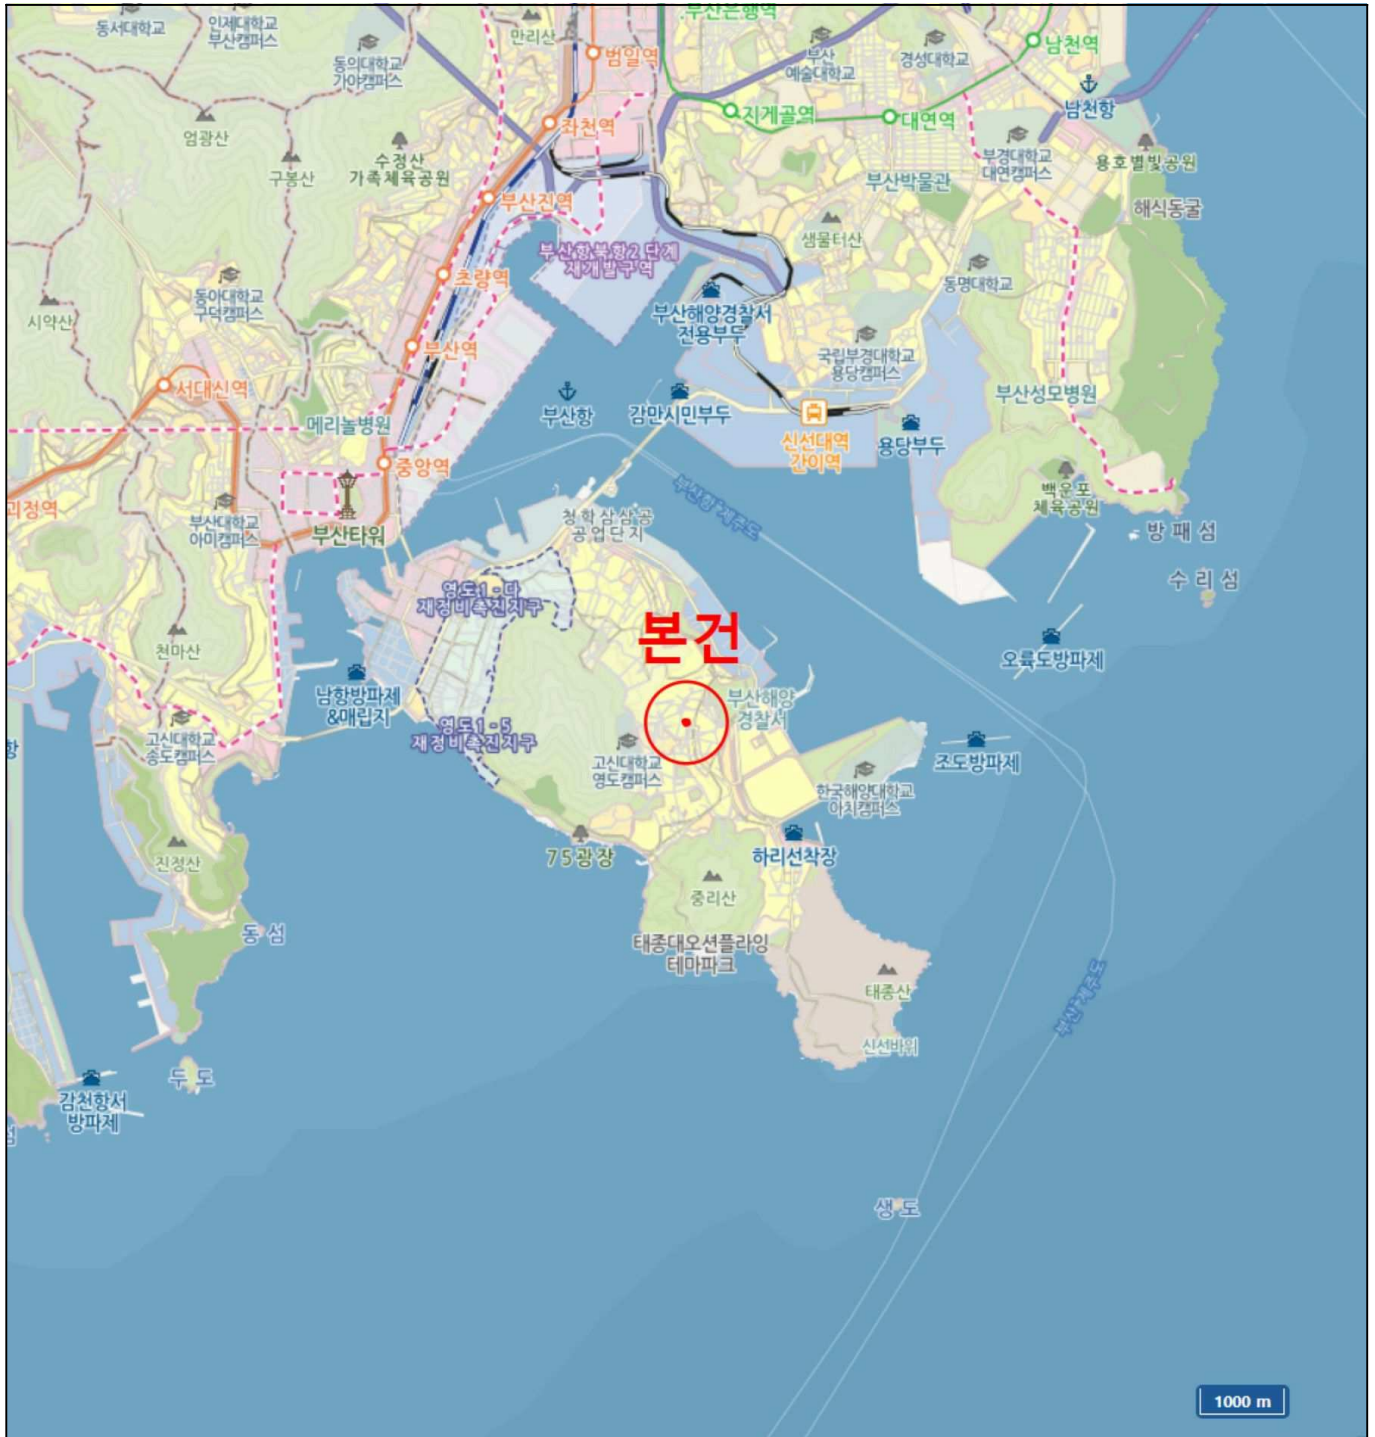 동서대학교
인제대학교
부산캠퍼스
만리산
부산은행역
동의대학교
가야캠퍼스
범일역
부산
예술대학교
경성대학교
남천역
남천항
엄광산
좌천역
지게골역
대연역
구봉산
수정산
가족체육공원
부산진역
부산박물관
부경대학교
대연캠퍼스
용호별빛공원
해식동굴
샘물터산
부산항북항2단계
재개발구역
동아대학교
구덕캠퍼스
초량역
부산해양경찰서
전용부두
동명대학교
시약산
부산역
국립부경대학교
용당캠퍼스
서대신역
부산항
감만시민부두
부산성모병원
메리놀병원
신선대역
간이역
용당부두
중앙역
괴정역
부산대학교
아미캠퍼스
부산타워
청학삼삼공
공업단지
부산항-제주도
백운포
체육공원
방패섬
수리섬
영도1-다
재정비촉진지구
본건
천마산
오륙도방파제
남항방파제
&매립지
부산해양
경찰서
영도1-5
재정비촉진지구
고신대학교
송도캠퍼스
항
고신대학교
영도캠퍼스
조도방파제
한국해양대학교
아치캠퍼스
진정산
75광장
하리선착장
중리산
동섬
태종대오션플라잉
테마파크
태종산
부산-제주도
신선바위
두도
감천항서
방파제
섬
생도
1000 m